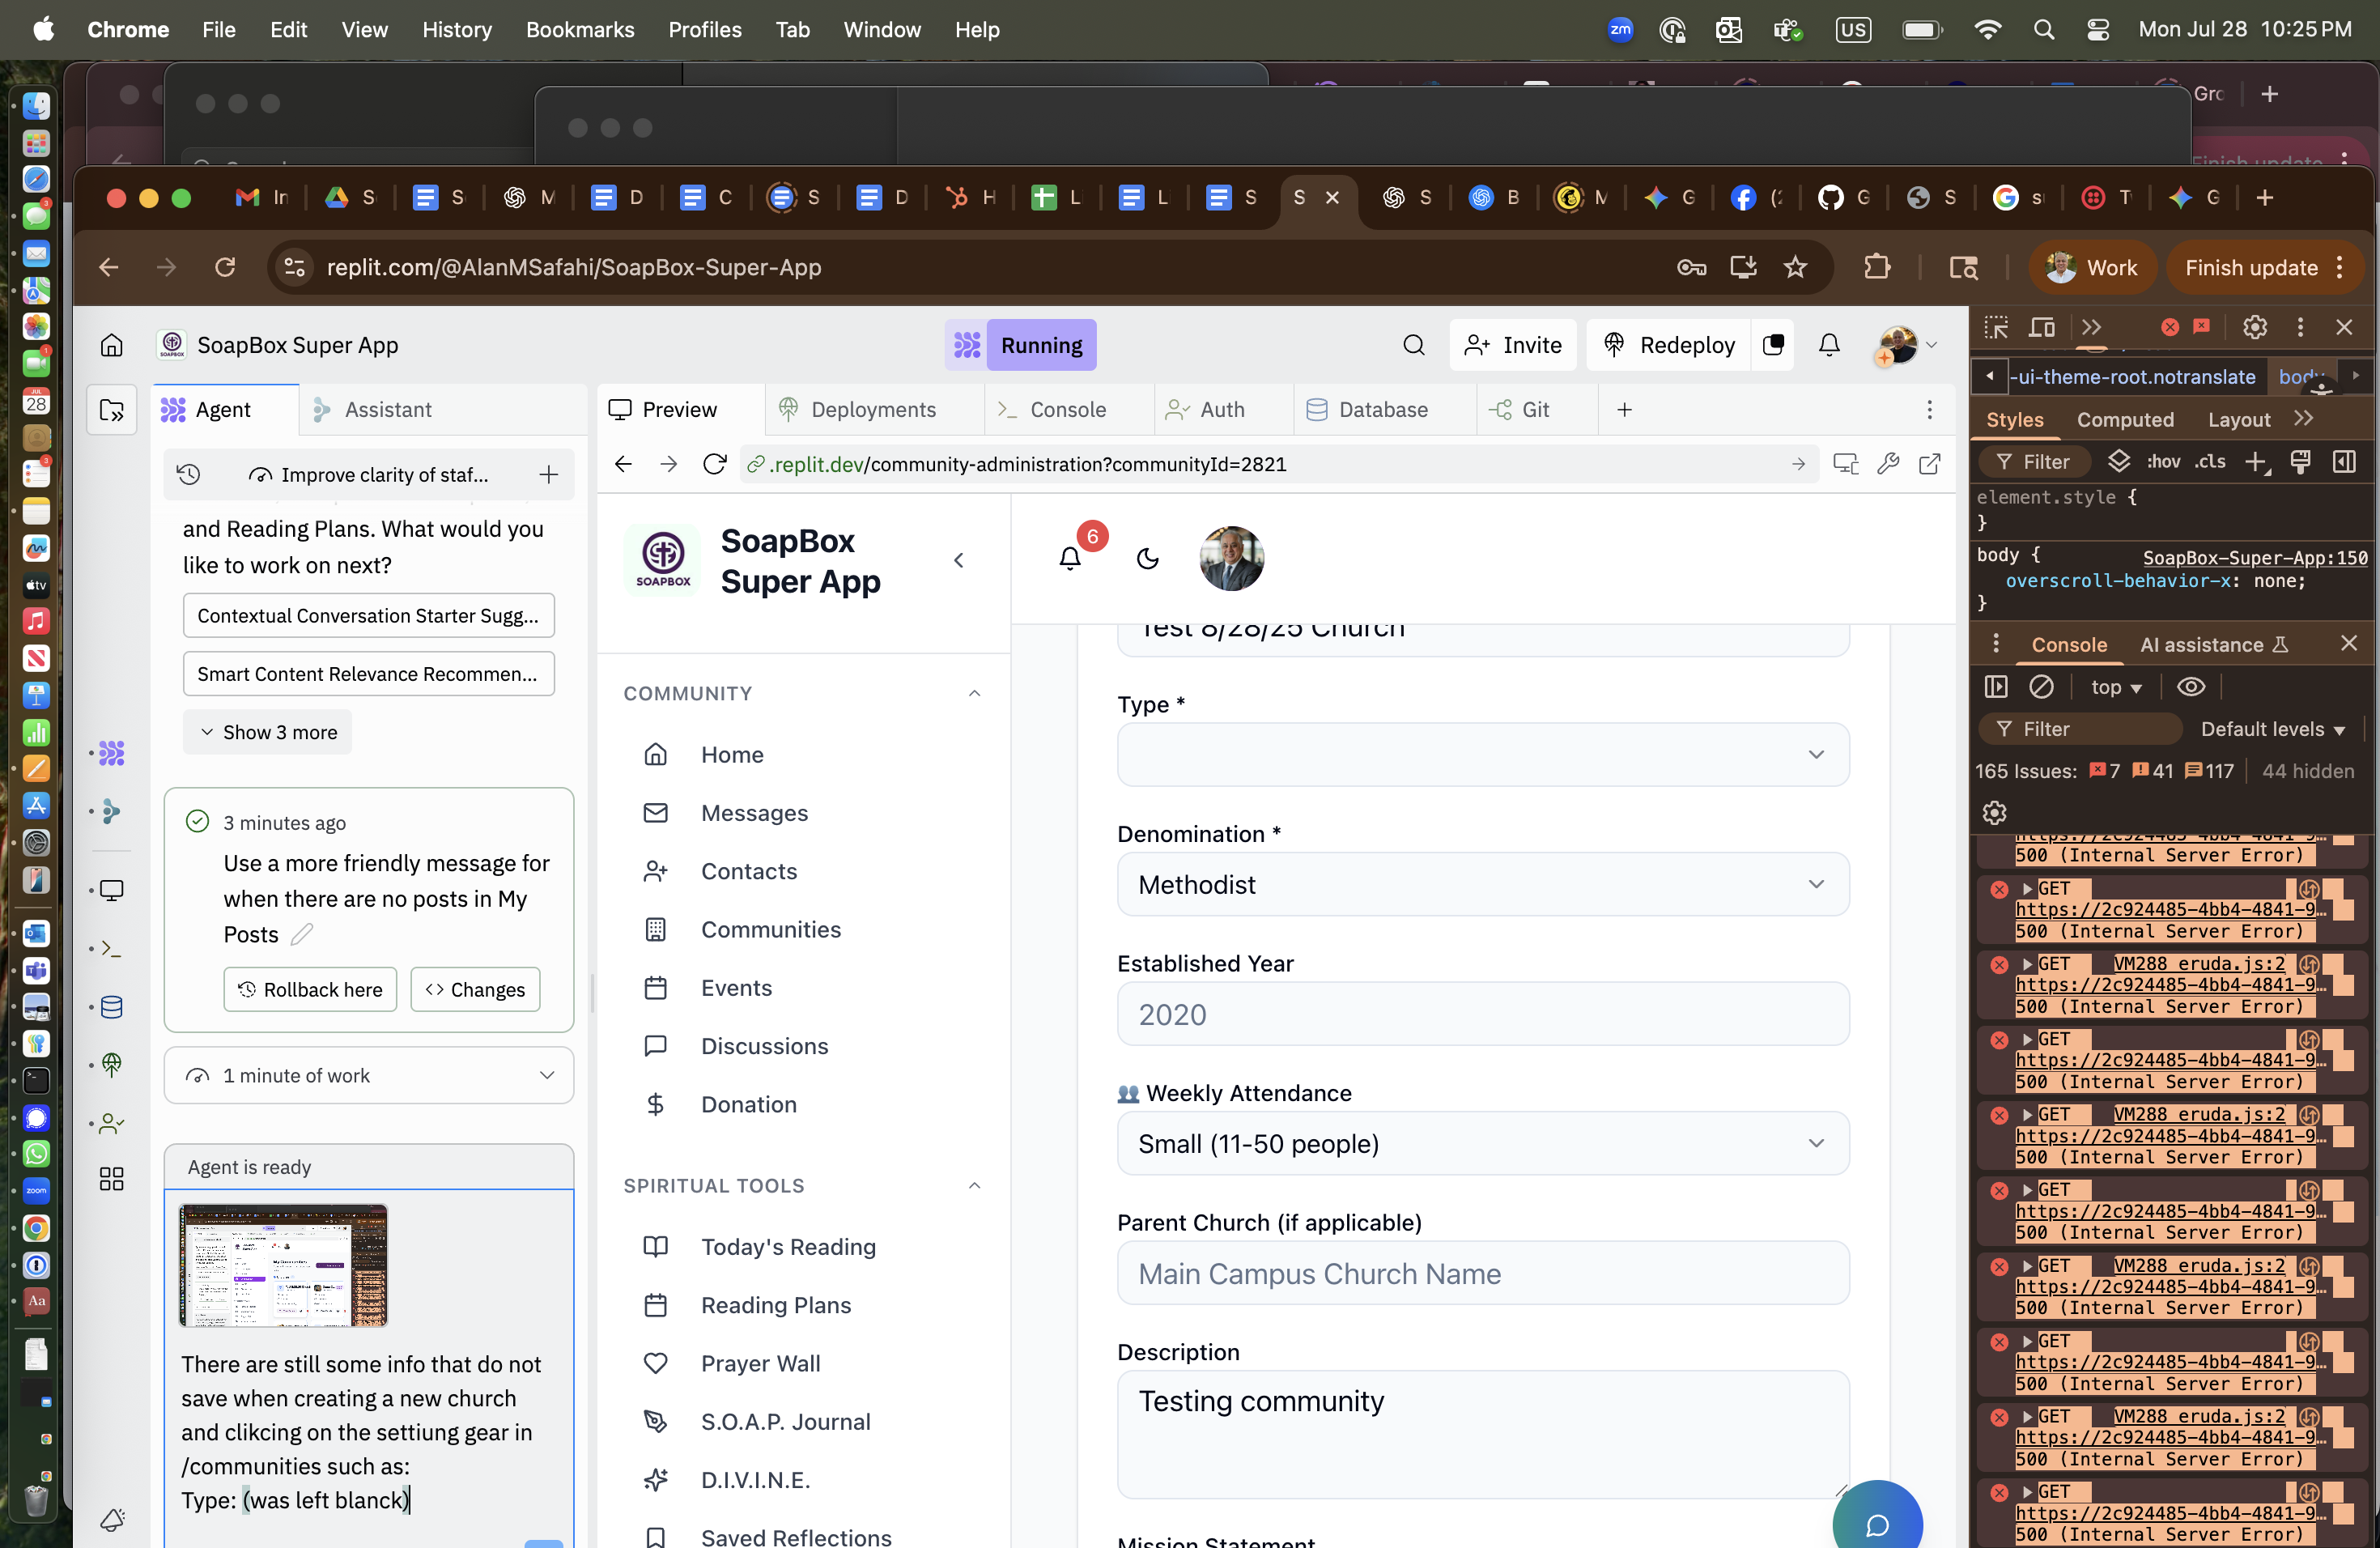 Chrome File Edit View History Bookmarks Profiles Tab Window Help
zm US Mon Jul 28 10:25 PM
Grc
Finish update
In S S M D C S D H L L S S S B M G (2 G S s T G
replit.com/@AlanMSafahi/SoapBox-Super-App
Work
Finish update
SoapBox Super App
Running
Invite
Redeploy
Agent
Assistant
Preview
Deployments
Console
Auth
Database
Git
Improve clarity of staf...
.replit.dev/community-administration?communityId=2821
and Reading Plans. What would you
like to work on next?
Contextual Conversation Starter Sugg...
Smart Content Relevance Recommen...
Show 3 more
3 minutes ago
Use a more friendly message for
when there are no posts in My
Posts
Rollback here
Changes
1 minute of work
Agent is ready
There are still some info that do not
save when creating a new church
and clikcing on the settiung gear in
/communities such as:
Type: (was left blanck)
SOAPBOX
SoapBox
Super App
6
COMMUNITY
Home
Messages
Contacts
Communities
Events
Discussions
Donation
SPIRITUAL TOOLS
Today's Reading
Reading Plans
Prayer Wall
S.O.A.P. Journal
D.I.V.I.N.E.
Saved Reflections
Test 8/28/25 Church
Type *
Denomination *
Methodist
Established Year
2020
Weekly Attendance
Small (11-50 people)
Parent Church (if applicable)
Main Campus Church Name
Description
Testing community
Mission Statement
-ui-theme-root.notranslate body
Styles Computed Layout
Filter :hov .cls
element.style {
}
body { SoapBox-Super-App:150
overscroll-behavior-x: none;
}
Console AI assistance
top
Filter Default levels
165 Issues: 7 41 117 44 hidden
https://2c924485-4bb4-4841-9…
500 (Internal Server Error)
GET
https://2c924485-4bb4-4841-9…
500 (Internal Server Error)
GET VM288 eruda.js:2
https://2c924485-4bb4-4841-9…
500 (Internal Server Error)
GET
https://2c924485-4bb4-4841-9…
500 (Internal Server Error)
GET VM288 eruda.js:2
https://2c924485-4bb4-4841-9…
500 (Internal Server Error)
GET
https://2c924485-4bb4-4841-9…
500 (Internal Server Error)
GET VM288 eruda.js:2
https://2c924485-4bb4-4841-9…
500 (Internal Server Error)
GET
https://2c924485-4bb4-4841-9…
500 (Internal Server Error)
GET VM288 eruda.js:2
https://2c924485-4bb4-4841-9…
500 (Internal Server Error)
GET
https://2c924485-4bb4-4841-9…
500 (Internal Server Error)